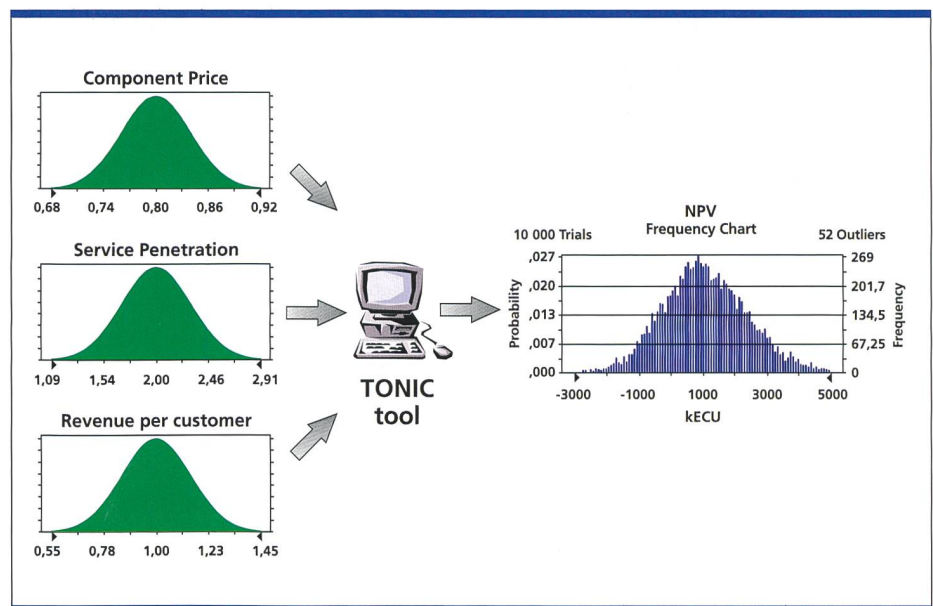 Component Price
0,68 0,74 0,80 0,86 0,92
Service Penetration
1,09 1,54 2,00 2,46 2,91
Revenue per customer
0,55 0,78 1,00 1,23 1,45
TONIC
tool
NPV
10 000 Trials Frequency Chart 52 Outliers
,027 269
,020 201,7
,013 134,5
,007 67,25
,000 0
Probability
Frequency
-3000 -1000 1000 3000 5000
kECU